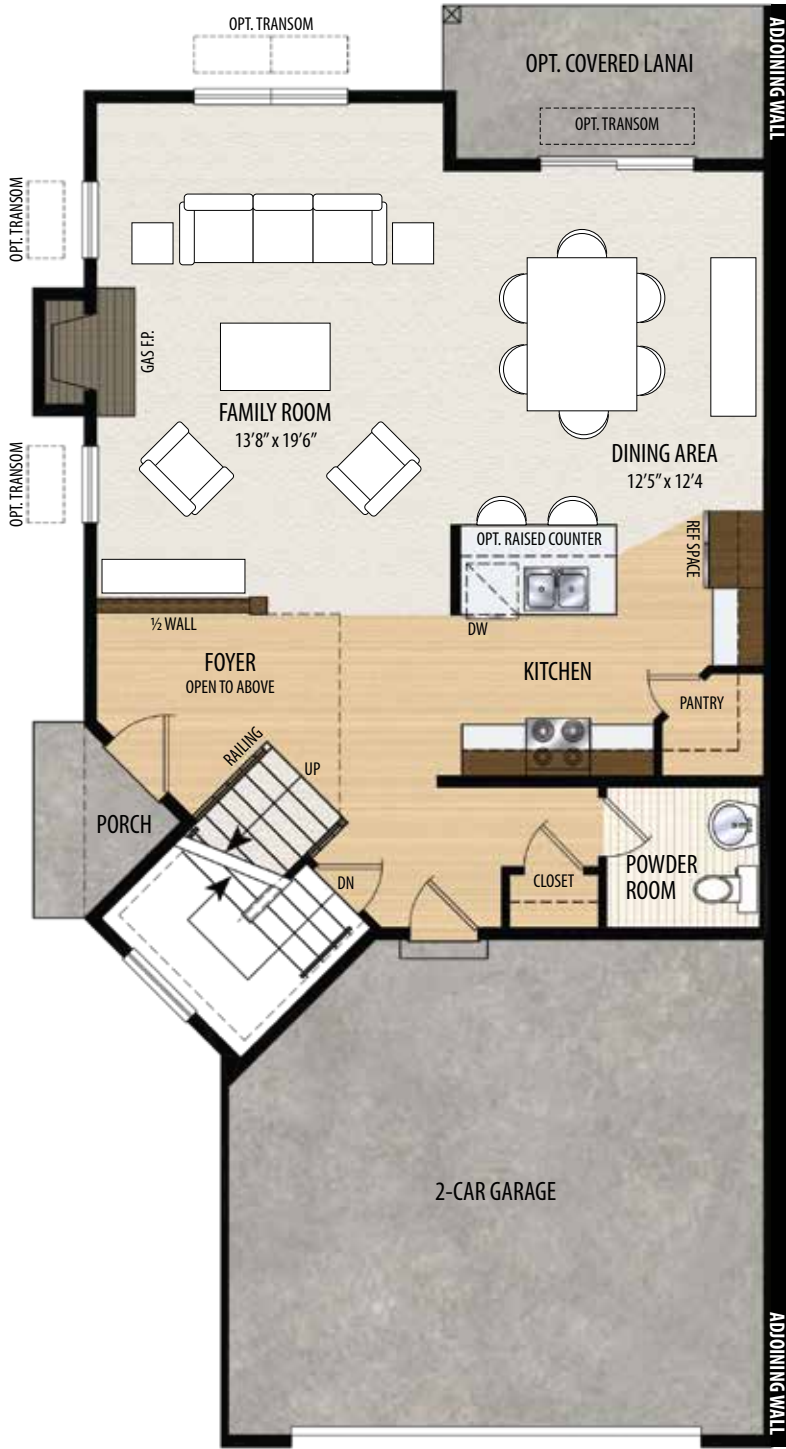 OPT. TRANSOM
ADJOINING WALL
OPT. COVERED LANAI
OPT. TRANSOM
OPT. TRANSOM
GAS F.P.
FAMILY ROOM
13'8" x 19'6"
OPT. TRANSOM
DINING AREA
12'5" x 12'4
OPT. RAISED COUNTER
REF SPACE
DW
½ WALL
FOYER
OPEN TO ABOVE
KITCHEN
PANTRY
RAILING
UP
PORCH
DN
CLOSET
POWDER
ROOM
2-CAR GARAGE
ADJOINING WALL